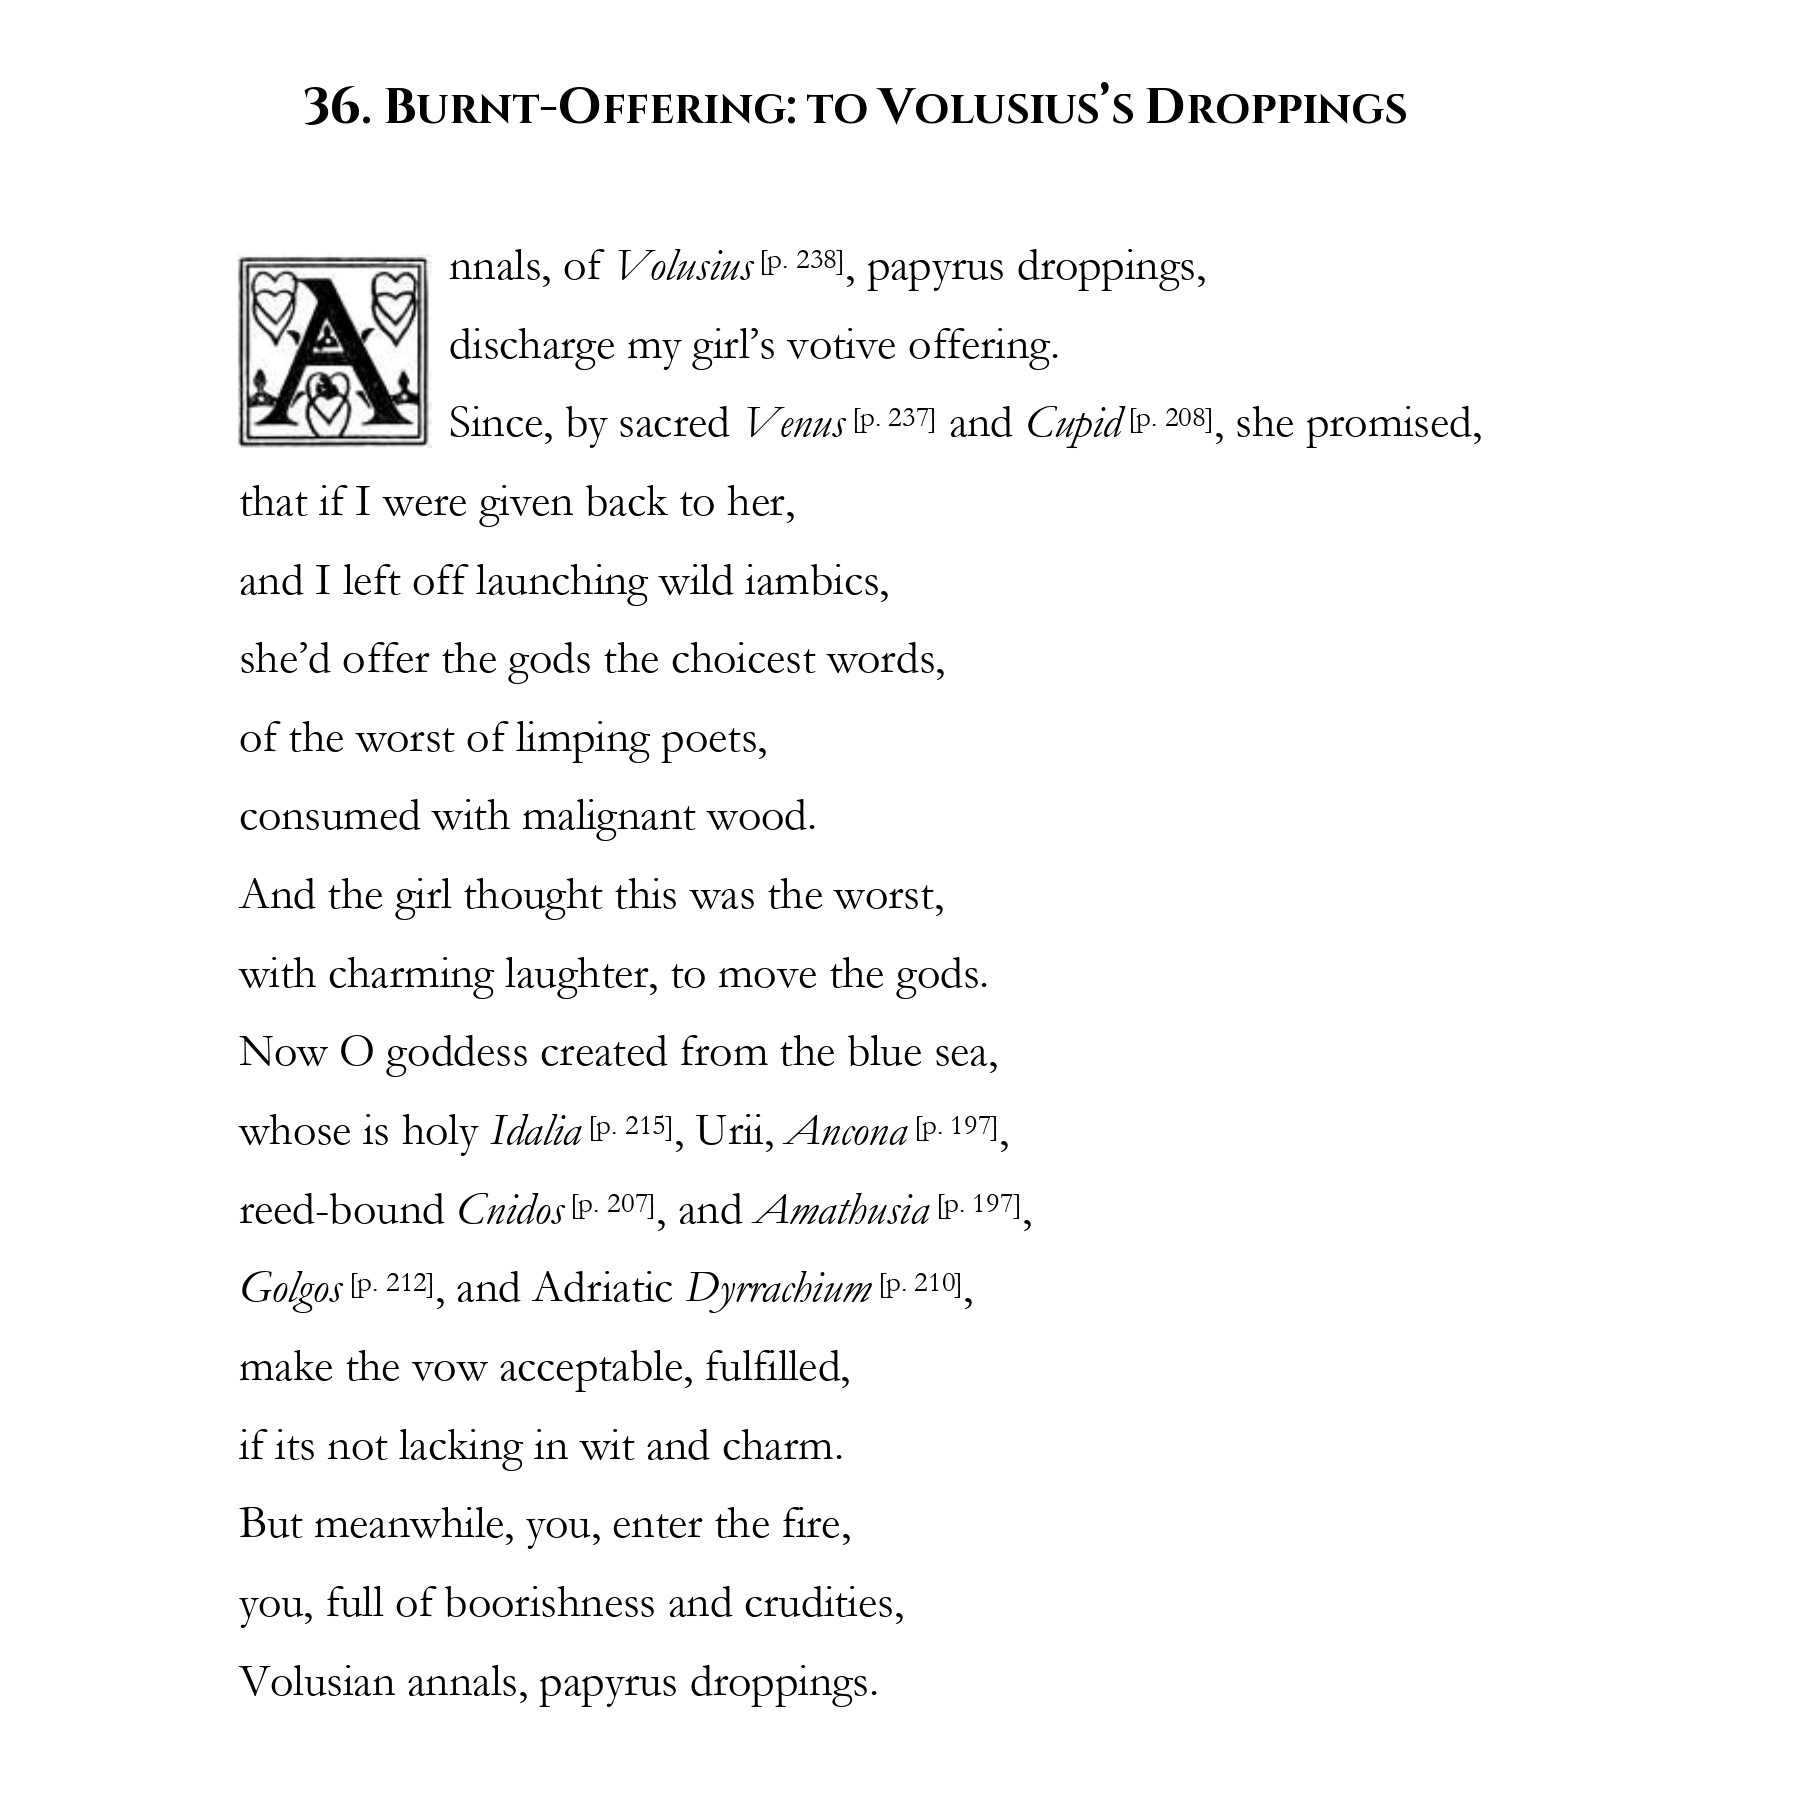 36. Burnt-Offering: to Volusius’s Droppings
Annals, of Volusius [p. 238], papyrus droppings,
discharge my girl’s votive offering.
Since, by sacred Venus [p. 237] and Cupid [p. 208], she promised,
that if I were given back to her,
and I left off launching wild iambics,
she’d offer the gods the choicest words,
of the worst of limping poets,
consumed with malignant wood.
And the girl thought this was the worst,
with charming laughter, to move the gods.
Now O goddess created from the blue sea,
whose is holy Idalia [p. 215], Urii, Ancona [p. 197],
reed-bound Cnidos [p. 207], and Amathusia [p. 197],
Golgos [p. 212], and Adriatic Dyrrachium [p. 210],
make the vow acceptable, fulfilled,
if its not lacking in wit and charm.
But meanwhile, you, enter the fire,
you, full of boorishness and crudities,
Volusian annals, papyrus droppings.